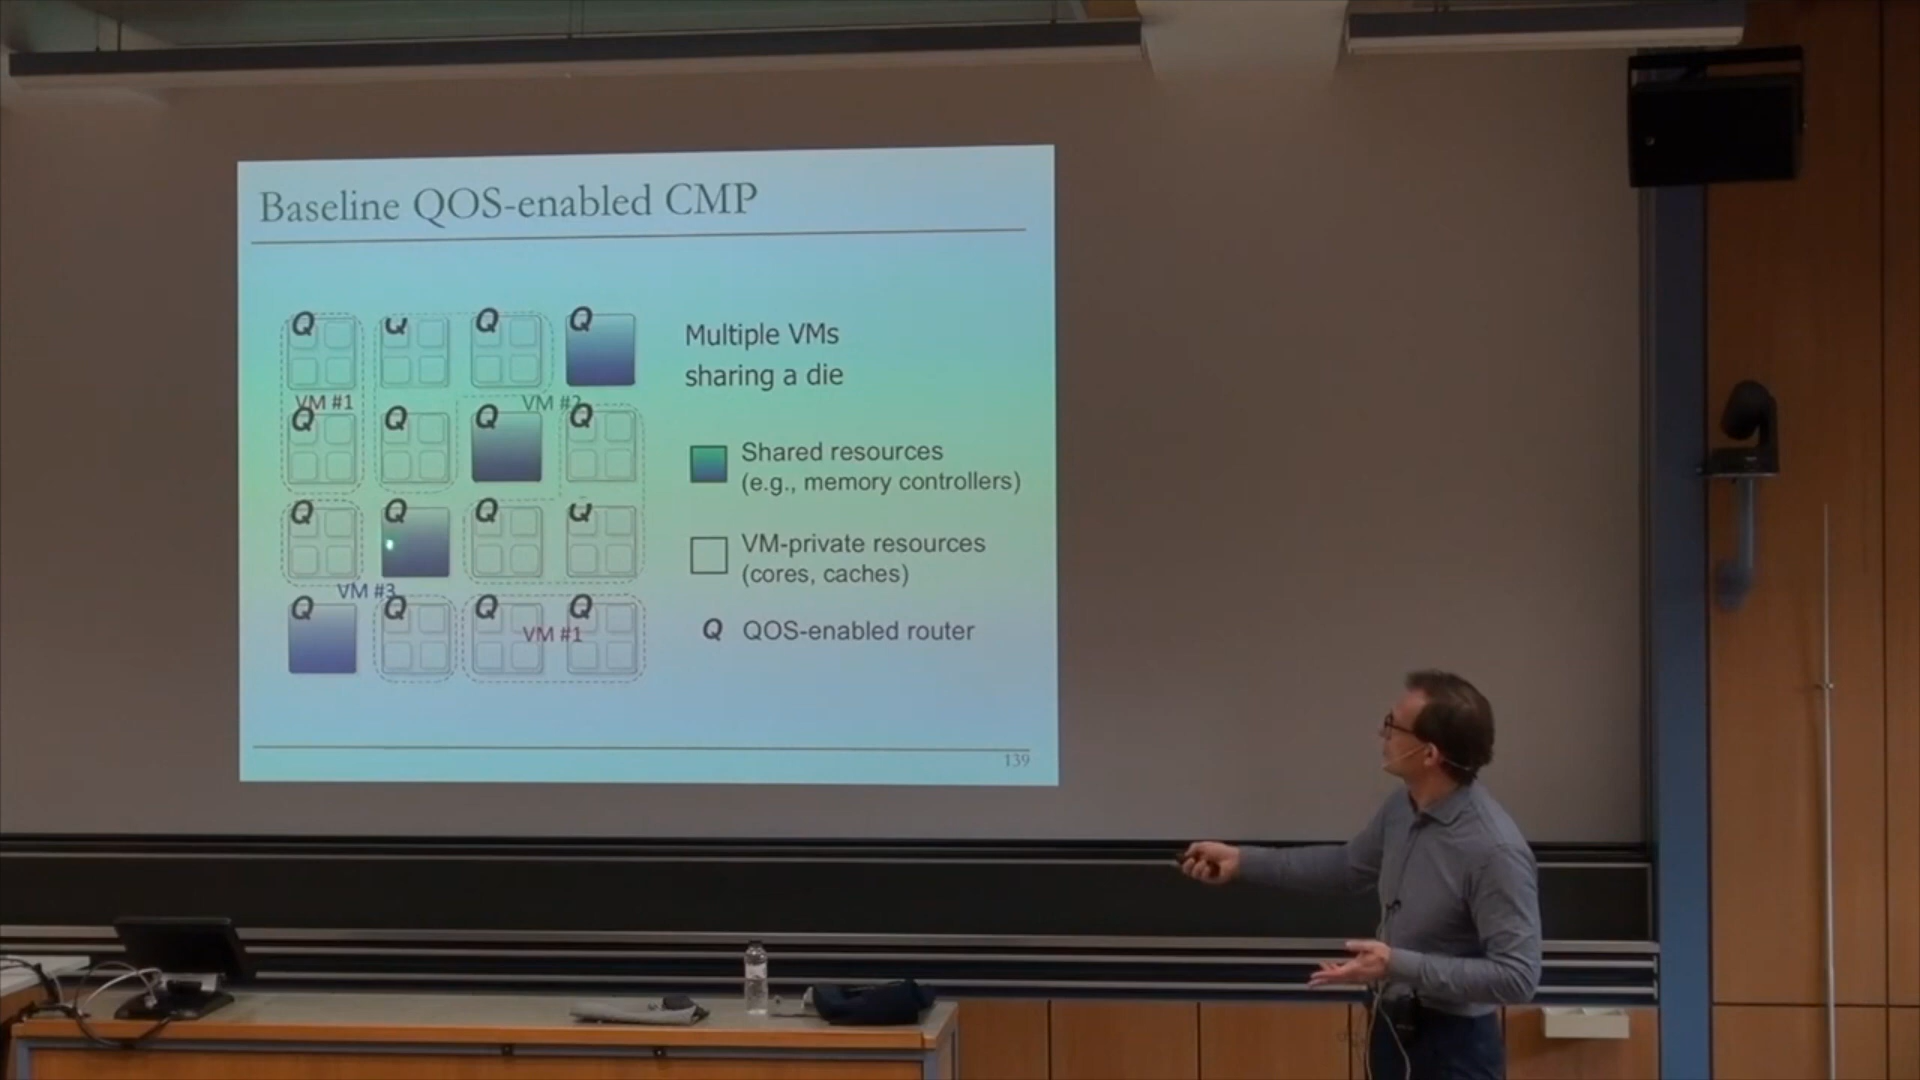 Baseline QOS-enabled CMP
Q Q Q Q
VM #1 VM #2
Q Q Q Q
Q Q Q Q
VM #3
Q Q Q Q
VM #1
Multiple VMs
sharing a die
Shared resources
(e.g., memory controllers)
VM-private resources
(cores, caches)
Q QOS-enabled router
139